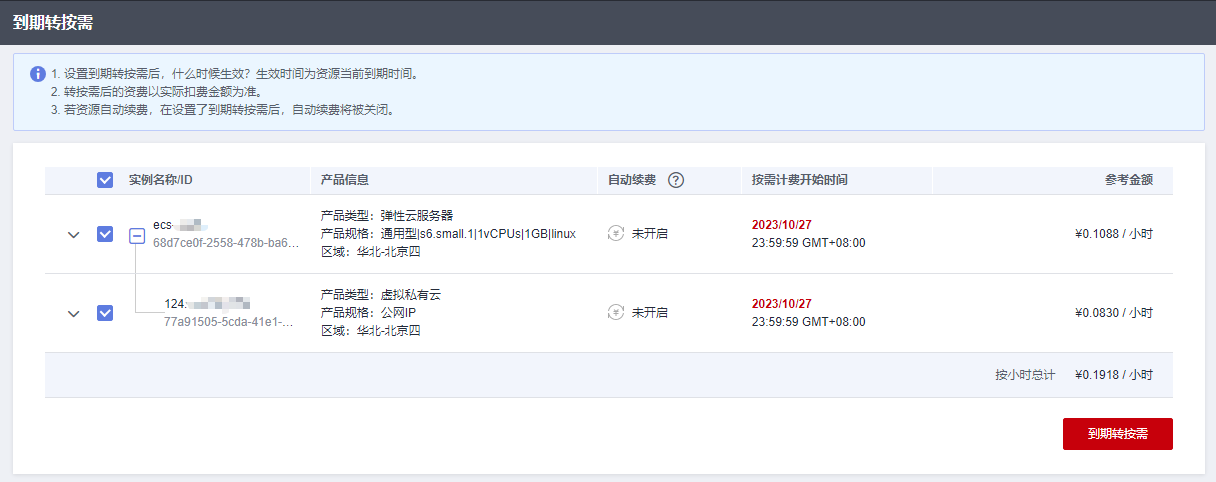 到期转按需
1. 设置到期转按需后，什么时候生效？生效时间为资源当前到期时间。
2. 转按需后的资费以实际扣费金额为准。
3. 若资源自动续费，在设置了到期转按需后，自动续费将被关闭。
实例名称/ID 产品信息 自动续费 按需计费开始时间 参考金额
ecs-
68d7ce0f-2558-478b-ba6...
产品类型：弹性云服务器
产品规格：通用型|s6.small.1|1vCPUs|1GB|linux
区域：华北-北京四
未开启
2023/10/27
23:59:59 GMT+08:00
¥0.1088 / 小时
124.
77a91505-5cda-41e1-...
产品类型：虚拟私有云
产品规格：公网IP
区域：华北-北京四
未开启
2023/10/27
23:59:59 GMT+08:00
¥0.0830 / 小时
按小时总计 ¥0.1918 / 小时
到期转按需